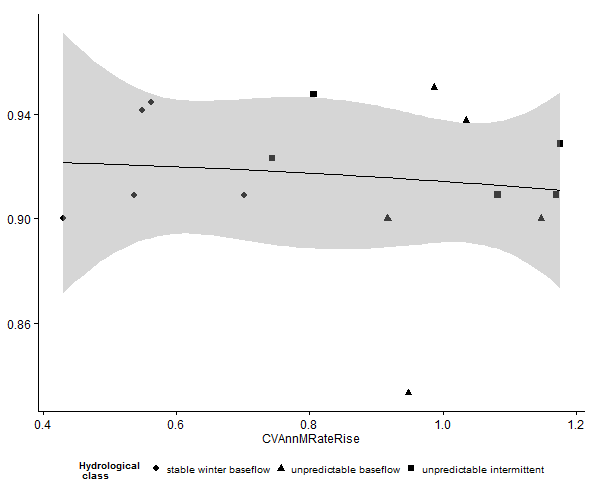 0.94
0.90
0.86
0.4 0.6 0.8 1.0 1.2
CVAnnMRateRise
Hydrological
class
stable winter baseflow unpredictable baseflow unpredictable intermittent